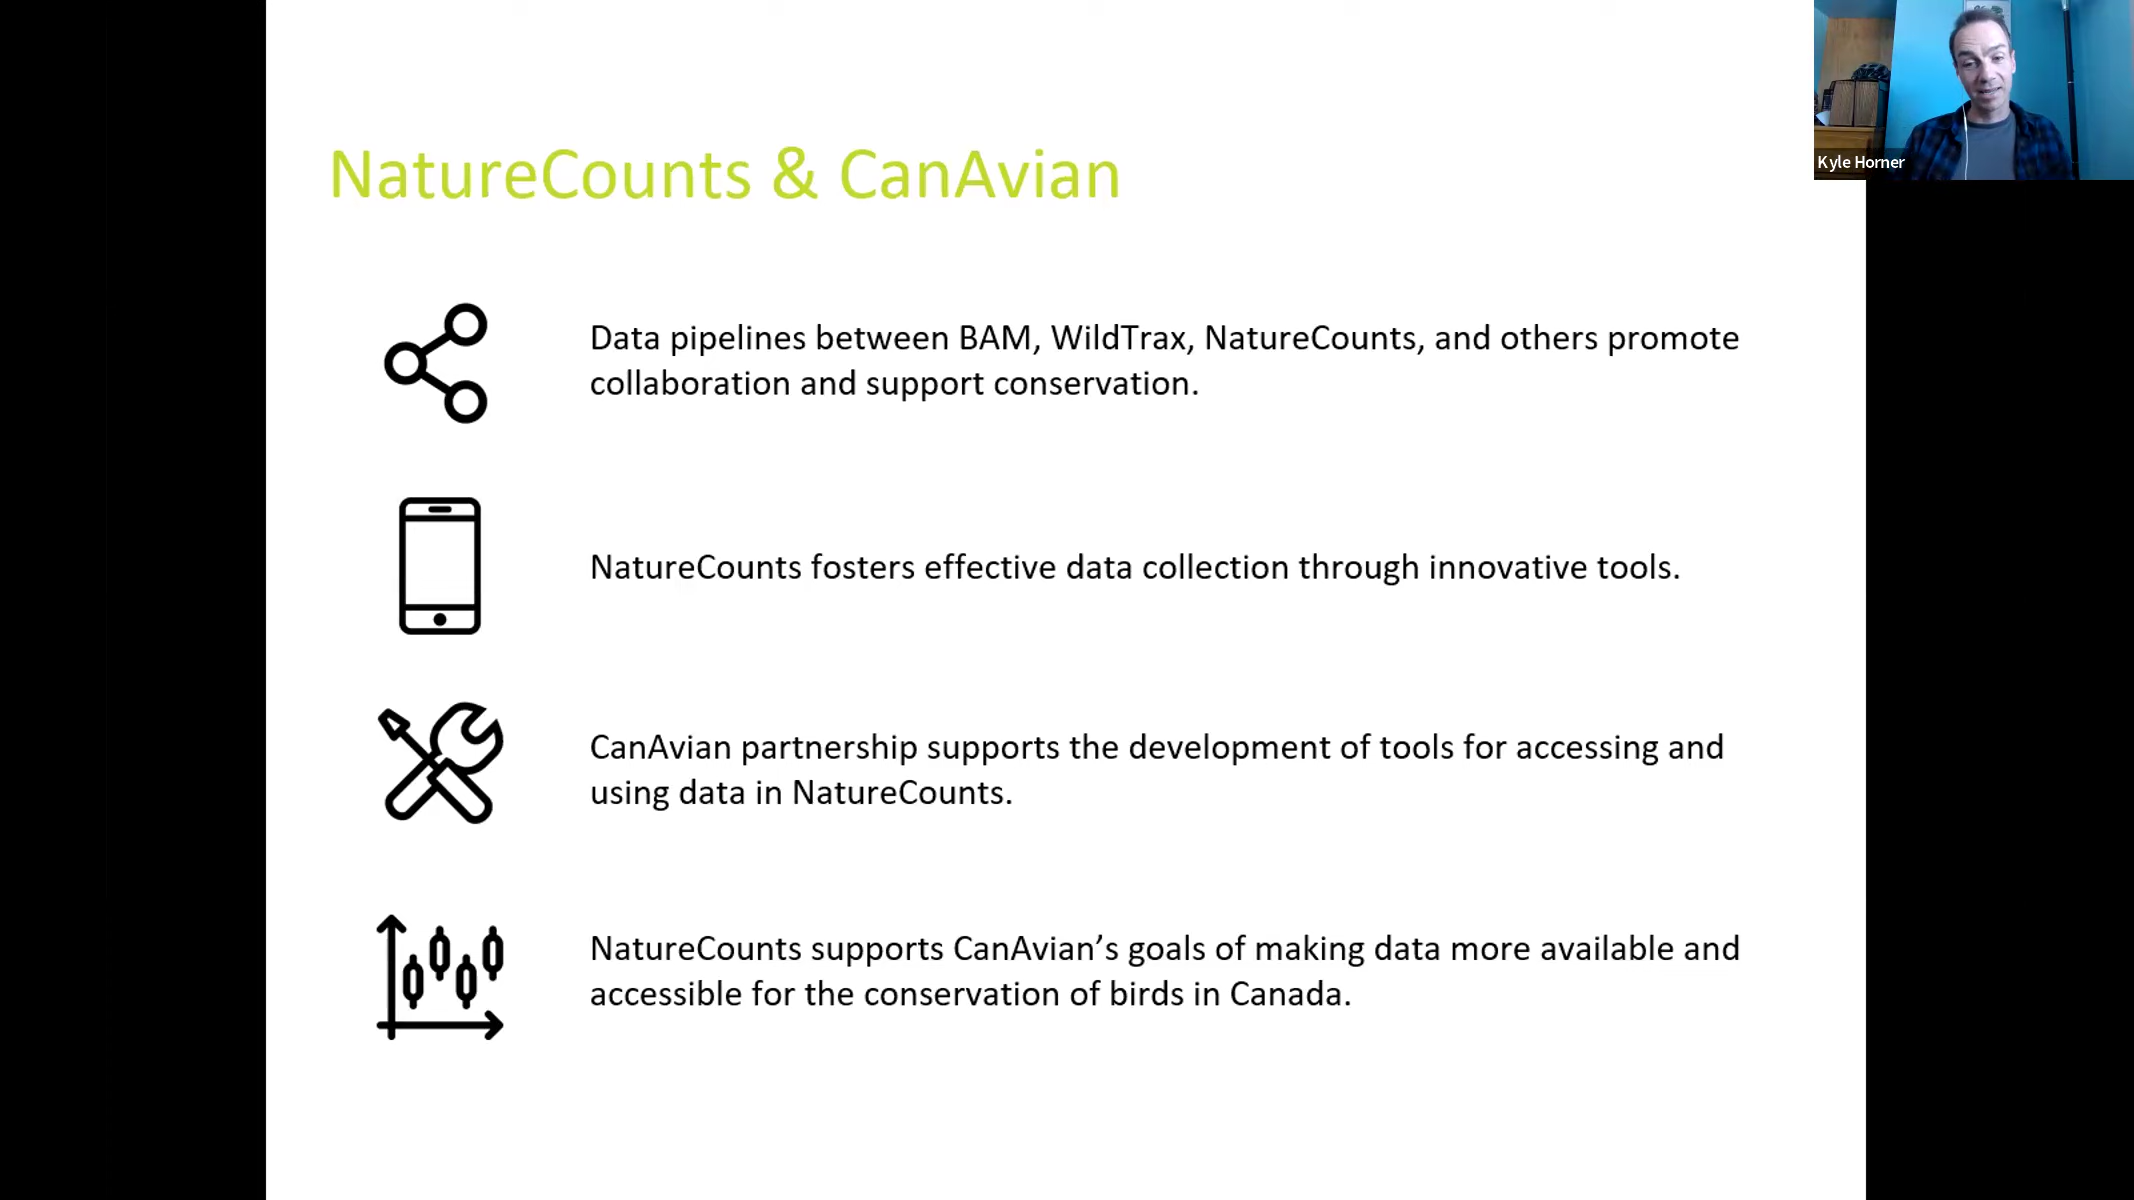 NatureCounts & CanAvian
Kyle Horner
Data pipelines between BAM, WildTrax, NatureCounts, and others promote
collaboration and support conservation.
NatureCounts fosters effective data collection through innovative tools.
CanAvian partnership supports the development of tools for accessing and
using data in NatureCounts.
NatureCounts supports CanAvian’s goals of making data more available and
accessible for the conservation of birds in Canada.